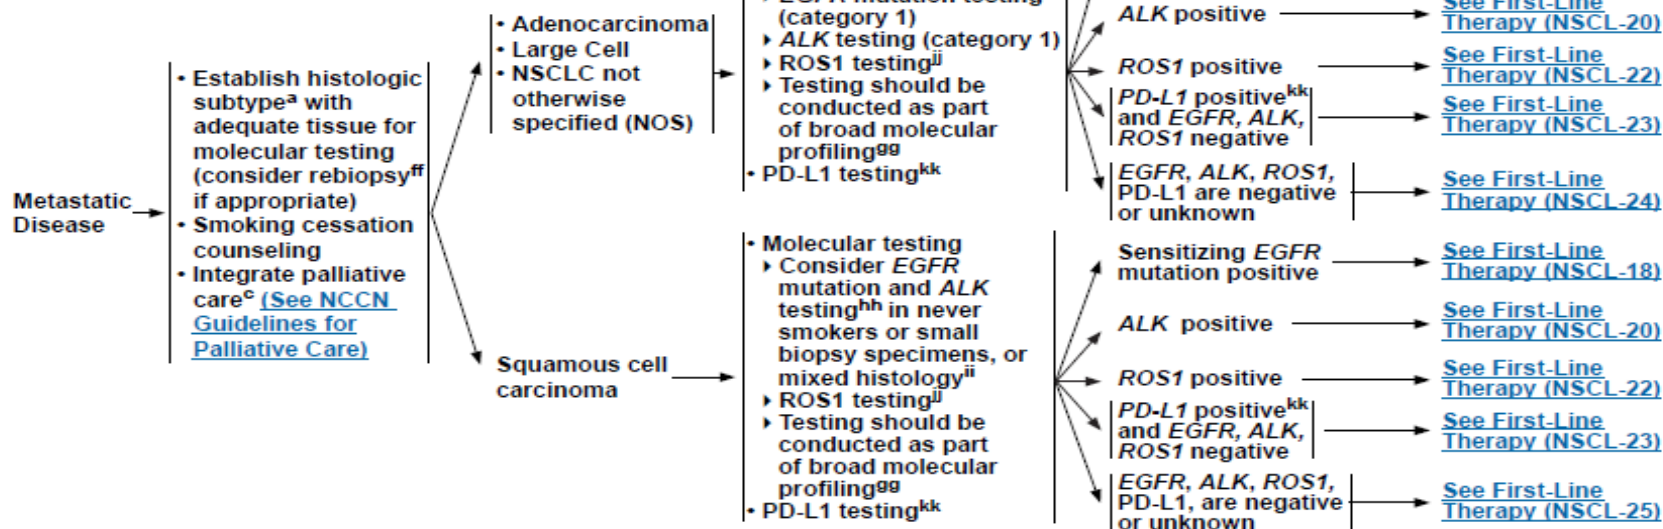 Metastatic
Disease
• Establish histologic
subtypeᵃ with
adequate tissue for
molecular testing
(consider rebiopsyᶠᶠ
if appropriate)
• Smoking cessation
counseling
• Integrate palliative
careᶜ (See NCCN
Guidelines for
Palliative Care)
• Adenocarcinoma
• Large Cell
• NSCLC not
otherwise
specified (NOS)
EGFR mutation testing
(category 1)
‣ ALK testing (category 1)
‣ ROS1 testingʲʲ
‣ Testing should be
conducted as part
of broad molecular
profilingᵍᵍ
• PD-L1 testingᵏᵏ
ALK positive
See First-Line
Therapy (NSCL-20)
ROS1 positive
See First-Line
Therapy (NSCL-22)
PD-L1 positiveᵏᵏ
and EGFR, ALK,
ROS1 negative
See First-Line
Therapy (NSCL-23)
EGFR, ALK, ROS1,
PD-L1 are negative
or unknown
See First-Line
Therapy (NSCL-24)
Squamous cell
carcinoma
• Molecular testing
‣ Consider EGFR
mutation and ALK
testingʰʰ in never
smokers or small
biopsy specimens, or
mixed histologyⁱⁱ
‣ ROS1 testingʲʲ
‣ Testing should be
conducted as part
of broad molecular
profilingᵍᵍ
• PD-L1 testingᵏᵏ
Sensitizing EGFR
mutation positive
See First-Line
Therapy (NSCL-18)
ALK positive
See First-Line
Therapy (NSCL-20)
ROS1 positive
See First-Line
Therapy (NSCL-22)
PD-L1 positiveᵏᵏ
and EGFR, ALK,
ROS1 negative
See First-Line
Therapy (NSCL-23)
EGFR, ALK, ROS1,
PD-L1, are negative
or unknown
See First-Line
Therapy (NSCL-25)